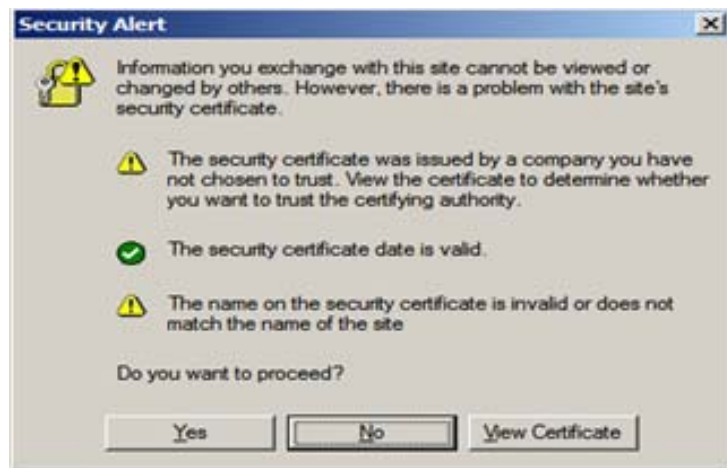 Security Alert
Information you exchange with this site cannot be viewed or
changed by others. However, there is a problem with the site's
security certificate.
The security certificate was issued by a company you have
not chosen to trust. View the certificate to determine whether
you want to trust the certifying authority.
The security certificate date is valid.
The name on the security certificate is invalid or does not
match the name of the site
Do you want to proceed?
Yes No View Certificate